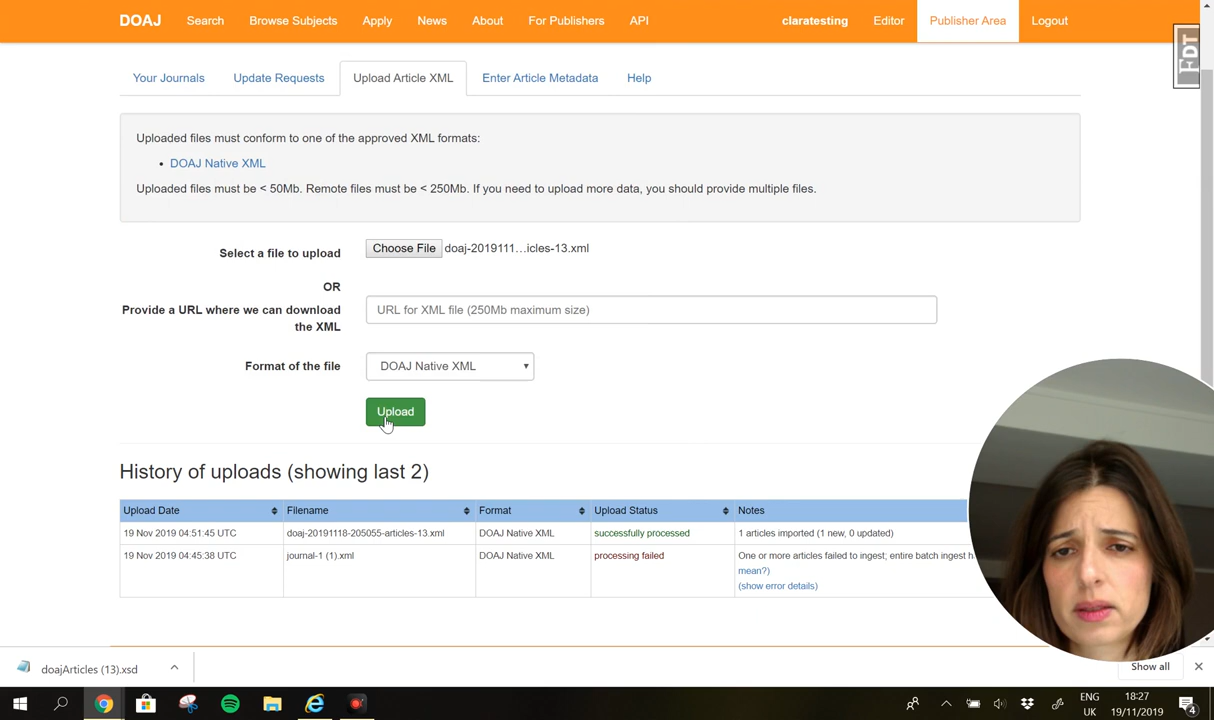 DOAJ Search Browse Subjects Apply News About For Publishers API claratesting Editor Publisher Area Logout
FDT
Your Journals Update Requests Upload Article XML Enter Article Metadata Help
Uploaded files must conform to one of the approved XML formats:
• DOAJ Native XML
Uploaded files must be < 50Mb. Remote files must be < 250Mb. If you need to upload more data, you should provide multiple files.
Select a file to upload Choose File doaj-2019111...icles-13.xml
OR
Provide a URL where we can download
the XML
URL for XML file (250Mb maximum size)
Format of the file DOAJ Native XML
Upload
History of uploads (showing last 2)
Upload Date Filename Format Upload Status Notes
19 Nov 2019 04:51:45 UTC doaj-20191118-205055-articles-13.xml DOAJ Native XML successfully processed 1 articles imported (1 new, 0 updated)
19 Nov 2019 04:45:38 UTC journal-1 (1).xml DOAJ Native XML processing failed One or more articles failed to ingest; entire batch ingest
mean?)
(show error details)
doajArticles (13).xsd Show all
ENG 18:27
UK 19/11/2019 4